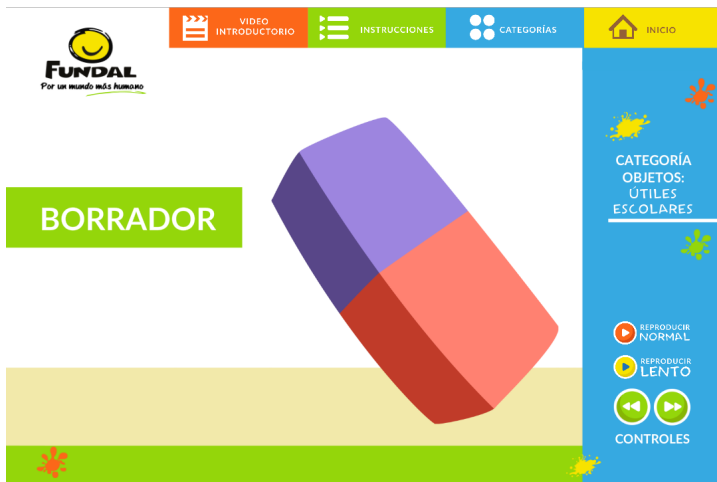 VIDEO
INTRODUCTORIO
INSTRUCCIONES
CATEGORÍAS
INICIO
FUNDAL
Por un mundo más humano
CATEGORÍA
OBJETOS:
ÚTILES
ESCOLARES
BORRADOR
REPRODUCIR
NORMAL
REPRODUCIR
LENTO
CONTROLES